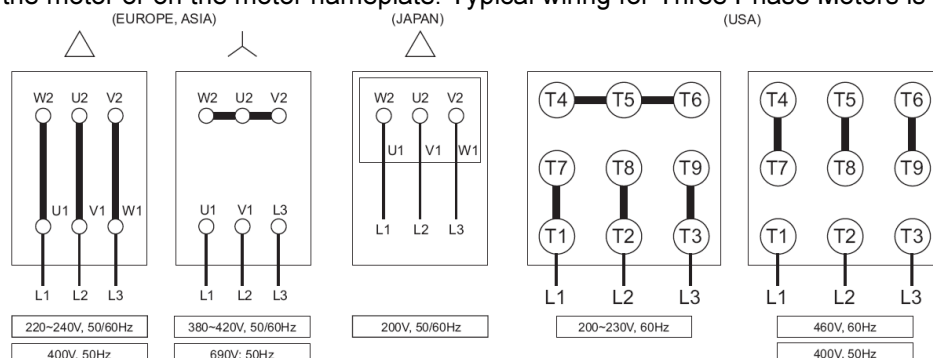 the motor or on the motor nameplate. Typical wiring for Three Phase Motors is
(EUROPE, ASIA) (JAPAN) (USA)
W2 U2 V2 W2 U2 V2 W2 U2 V2 T4 T5 T6 T4 T5 T6
U1 V1 W1
T7 T8 T9 T7 T8 T9
U1 V1 W1 U1 V1 L3
L1 L2 L3 T1 T2 T3 T1 T2 T3
L1 L2 L3 L1 L2 L3 L1 L2 L3 L1 L2 L3
220~240V, 50/60Hz 380~420V, 50/60Hz 200V, 50/60Hz 200~230V, 60Hz 460V, 60Hz
400V, 50Hz 690V; 50Hz 400V, 50Hz